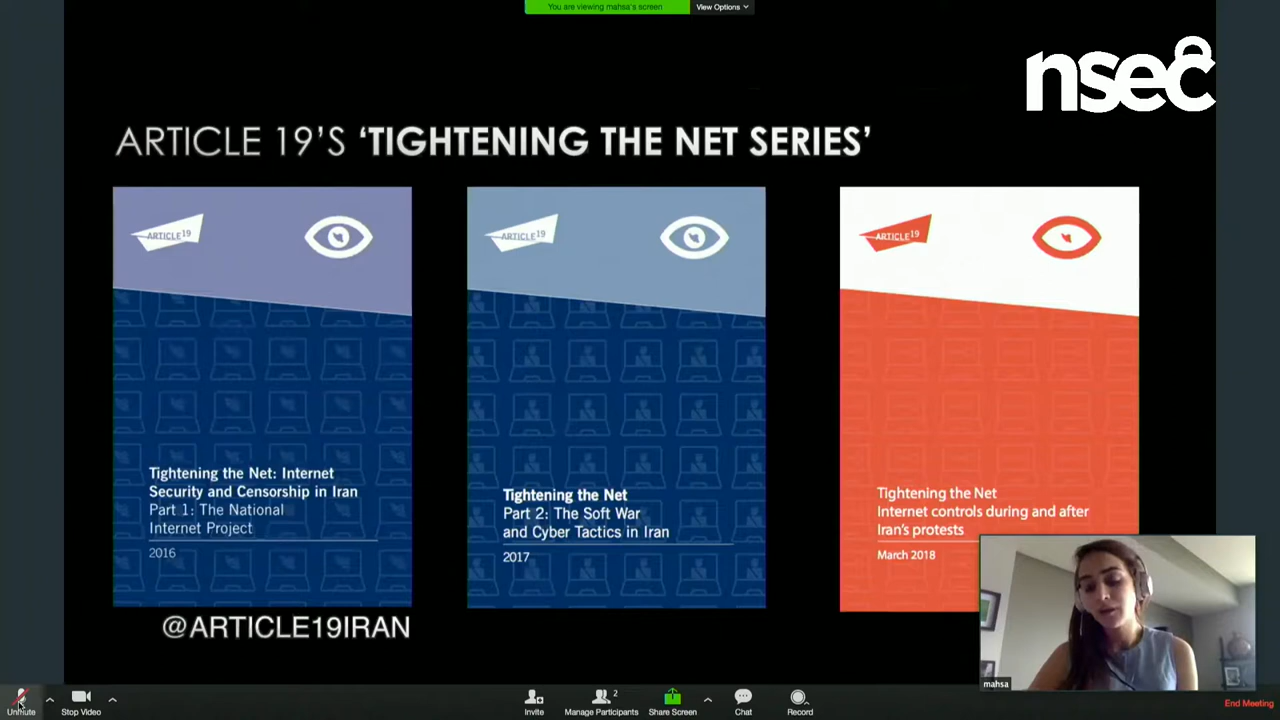 You are viewing mahsa's screen
View Options
nsec
ARTICLE 19'S 'TIGHTENING THE NET SERIES'
ARTICLE 19
Tightening the Net: Internet
Security and Censorship in Iran
Part 1: The National
Internet Project
2016
ARTICLE 19
Tightening the Net
Part 2: The Soft War
and Cyber Tactics in Iran
2017
ARTICLE 19
Tightening the Net
Internet controls during and after
Iran's protests
March 2018
@ARTICLE19IRAN
mahsa
Unmute
Stop Video
Invite
2
Manage Participants
Share Screen
Chat
Record
End Meeting